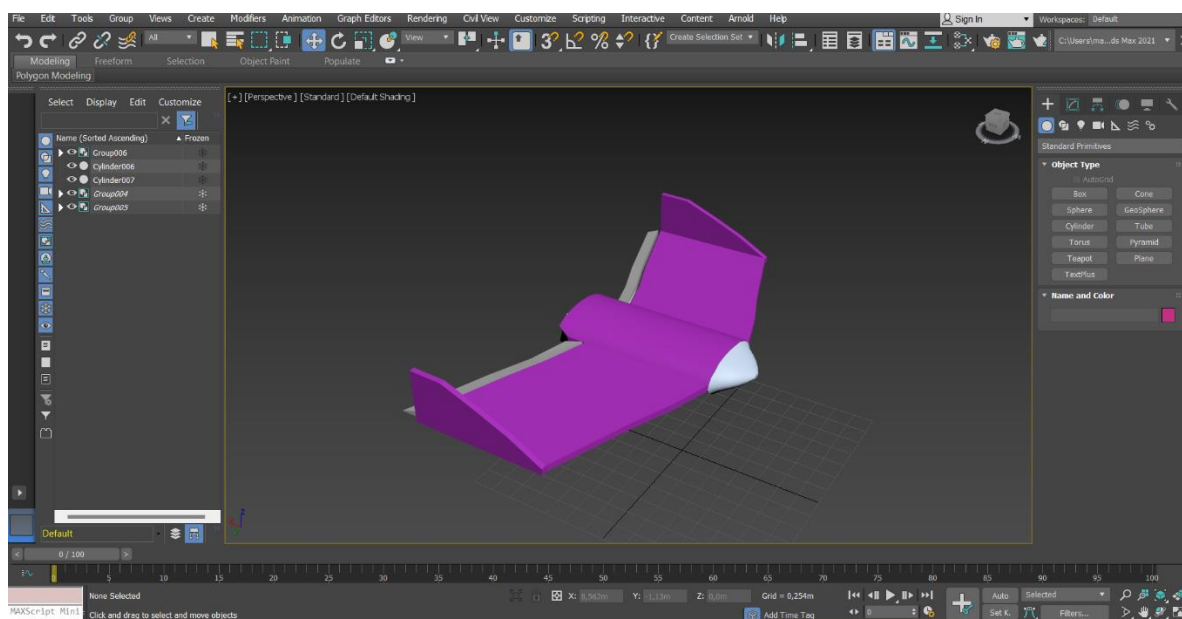 File Edit Tools Group Views Create Modifiers Animation Graph Editors Rendering Civil View Customize Scripting Interactive Content Arnold Help Sign In Workspaces: Default
All View Create Selection Set C:\Users\ma...ds Max 2021
Modeling Freeform Selection Object Paint Populate
Polygon Modeling
[+] [Perspective] [Standard] [Default Shading]
Select Display Edit Customize
Name (Sorted Ascending) Frozen
Group006
Cylinder006
Cylinder007
Group004
Group005
Default
Standard Primitives
Object Type
AutoGrid
Box Cone
Sphere GeoSphere
Cylinder Tube
Torus Pyramid
Teapot Plane
TextPlus
Name and Color
0 / 100
0 5 10 15 20 25 30 35 40 45 50 55 60 65 70 75 80 85 90 95 100
None Selected X: 8,562m Y: -1,13m Z: 0,0m Grid = 0,254m Auto Selected
MAXScript Mini Click and drag to select and move objects Add Time Tag 0 Set K. Filters...